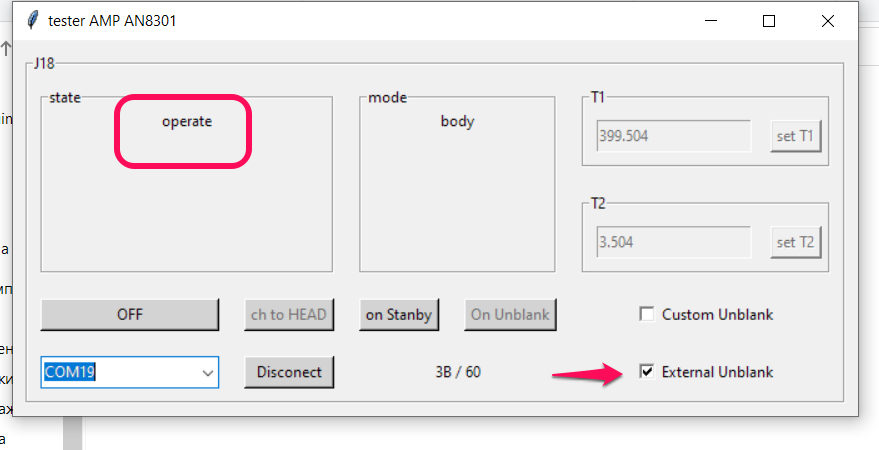 tester AMP AN8301
J18
state
operate
mode
body
T1
399.504
set T1
T2
3.504
set T2
OFF
ch to HEAD
on Stanby
On Unblank
Custom Unblank
COM19
Disconect
3B / 60
External Unblank